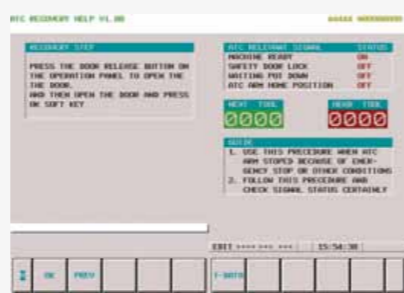 ATC RECOVERY HELP V1.00
RECOVERY STEP
PRESS THE DOOR RELEASE BUTTON ON
THE OPERATION PANEL TO OPEN THE
THE DOOR.
AND THEN OPEN THE DOOR AND PRESS
OK SOFT KEY
ATC RELEVANT SIGNAL STATUS
MACHINE READY ON
SAFETY DOOR LOCK OFF
WAITING POT DOWN OFF
ATC ARM HOME POSITION OFF
NEXT TOOL
0000
HEAD TOOL
0000
GUIDE
1. USE THIS PROCEDURE WHEN ATC
ARM STOPED BECAUSE OF EMER-
GENCY STOP OR OTHER CONDITIONS
2. FOLLOW THIS PROCEDURE AND
CHECK SIGNAL STATUS CERTAINLY
EDIT **** *** *** 15:54:30
OK PREV T-DATA